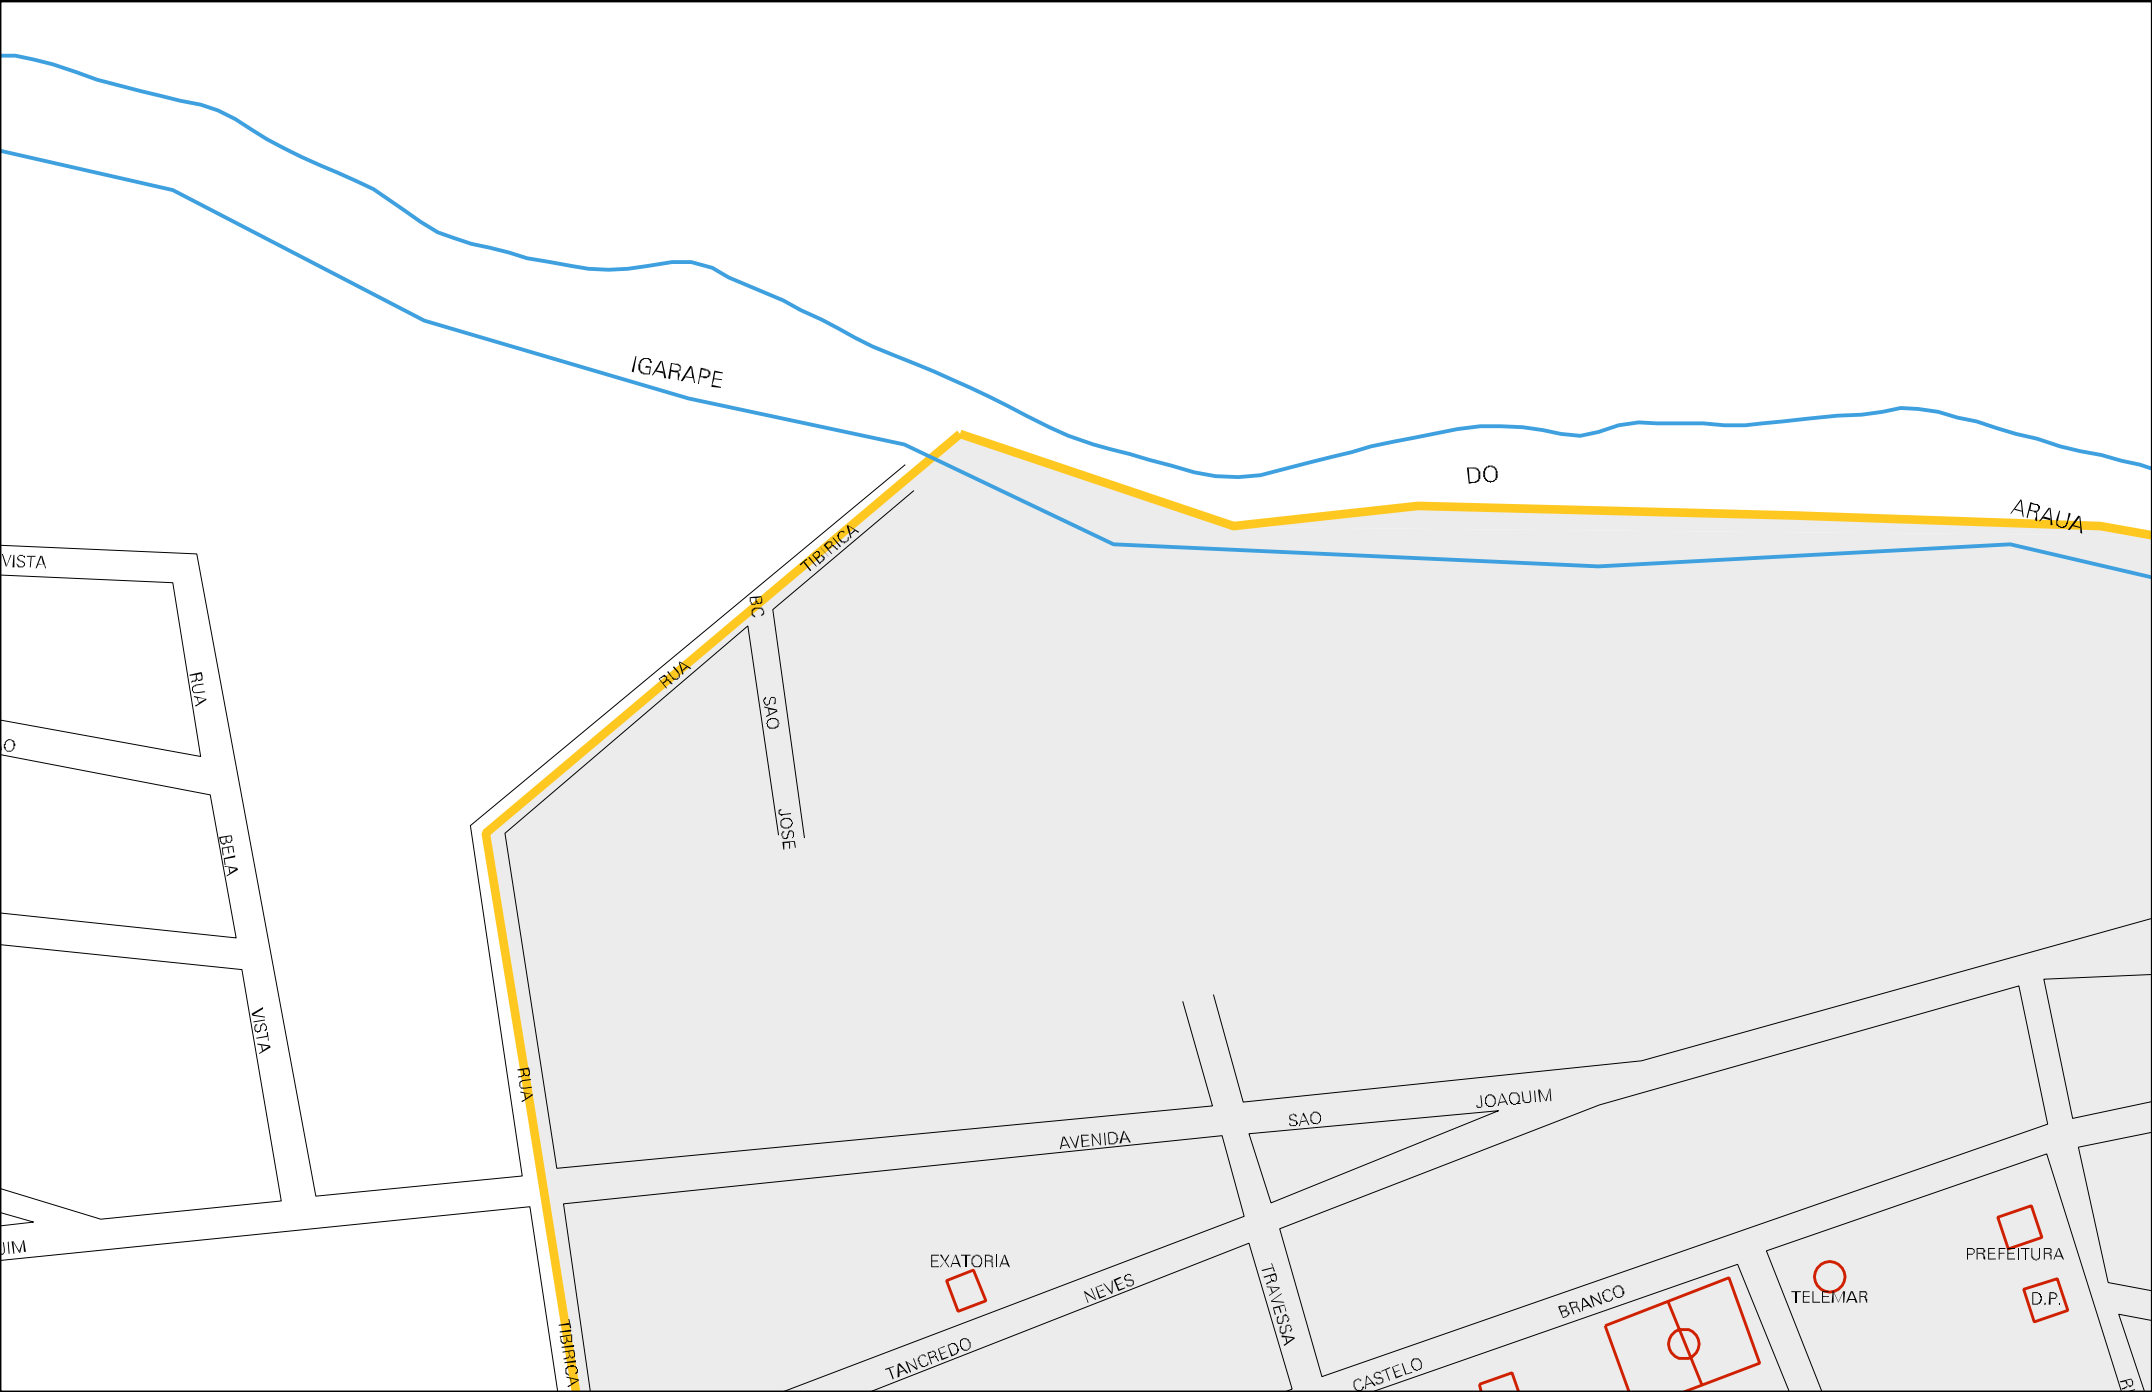 IGARAPE
DO
ARAUA
TIBIRICA
VISTA
BC
RUA
RUA
SAO
JOSE
BELA
VISTA
RUA
JOAQUIM
SAO
AVENIDA
EXATORIA
PREFEITURA
NEVES
TRAVESSA
TELEMAR
D.P.
BRANCO
TIBIRICA
TANCREDO
CASTELO